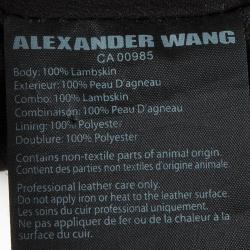 ALEXANDER WANG
CA 00985
Body: 100% Lambskin
Exterieur: 100% Peau D'agneau
Combo: 100% Lambskin
Combinaison: 100% Peau D'agneau
Lining: 100% Polyester
Doublure: 100% Polyester
Contains non-textile parts of animal origin.
Contient des parties non textiles d'origine animale.
Professional leather care only.
Do not apply iron or heat to the leather surface.
Les soins du cuir professionnel uniquement.
Ne pas appliquer de fer ou de la chaleur à la
surface du cuir.